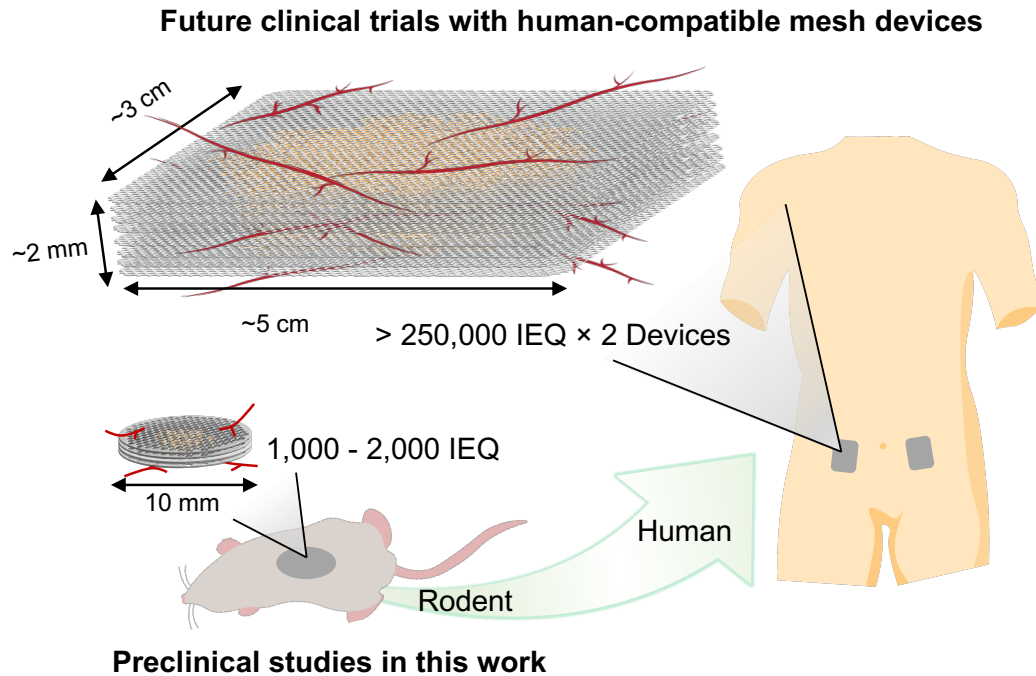 Future clinical trials with human-compatible mesh devices
~3 cm
~2 mm
~5 cm
> 250,000 IEQ × 2 Devices
1,000 - 2,000 IEQ
10 mm
Human
Rodent
Preclinical studies in this work